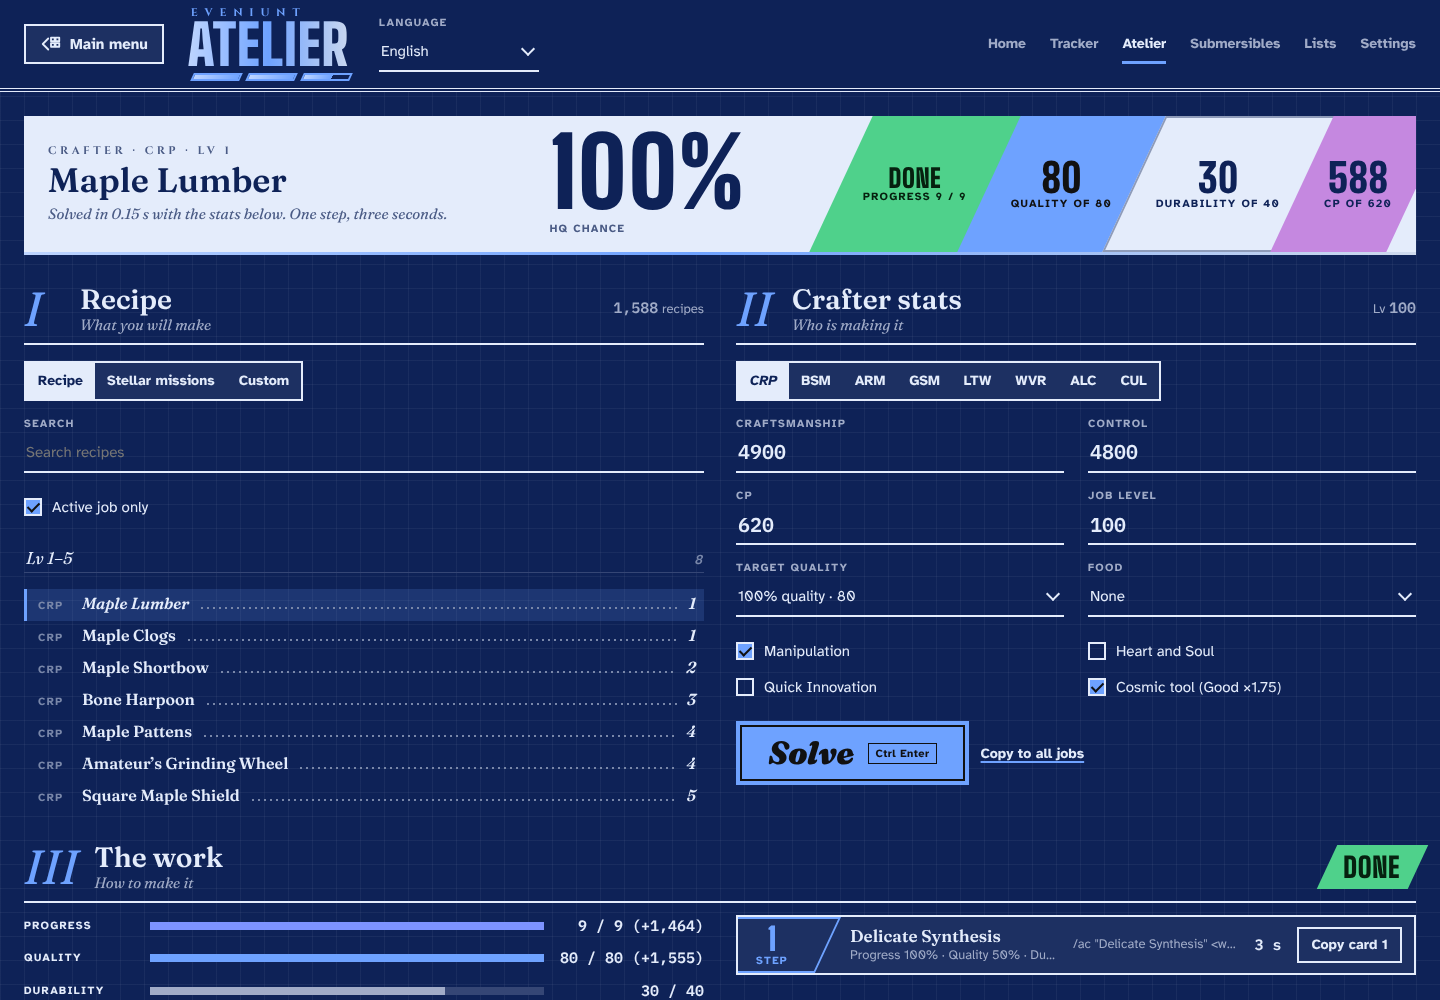 Main menu
EVENIUNT
ATELIER
LANGUAGE
English
Home
Tracker
Atelier
Submersibles
Lists
Settings
CRAFTER · CRP · LV 1
Maple Lumber
Solved in 0.15 s with the stats below. One step, three seconds.
100%
HQ CHANCE
DONE
PROGRESS 9 / 9
80
QUALITY OF 80
30
DURABILITY OF 40
588
CP OF 620
I
Recipe
What you will make
1,588 recipes
Recipe
Stellar missions
Custom
SEARCH
Search recipes
Active job only
Lv 1–5
8
CRP Maple Lumber 1
CRP Maple Clogs 1
CRP Maple Shortbow 2
CRP Bone Harpoon 3
CRP Maple Pattens 4
CRP Amateur’s Grinding Wheel 4
CRP Square Maple Shield 5
II
Crafter stats
Who is making it
Lv 100
CRP
BSM
ARM
GSM
LTW
WVR
ALC
CUL
CRAFTSMANSHIP
4900
CONTROL
4800
CP
620
JOB LEVEL
100
TARGET QUALITY
100% quality · 80
FOOD
None
Manipulation
Heart and Soul
Quick Innovation
Cosmic tool (Good ×1.75)
Solve
Ctrl Enter
Copy to all jobs
III
The work
How to make it
DONE
PROGRESS 9 / 9 (+1,464)
QUALITY 80 / 80 (+1,555)
DURABILITY 30 / 40
1
STEP
Delicate Synthesis
Progress 100% · Quality 50% · Du...
/ac "Delicate Synthesis" <w...
3 s
Copy card 1